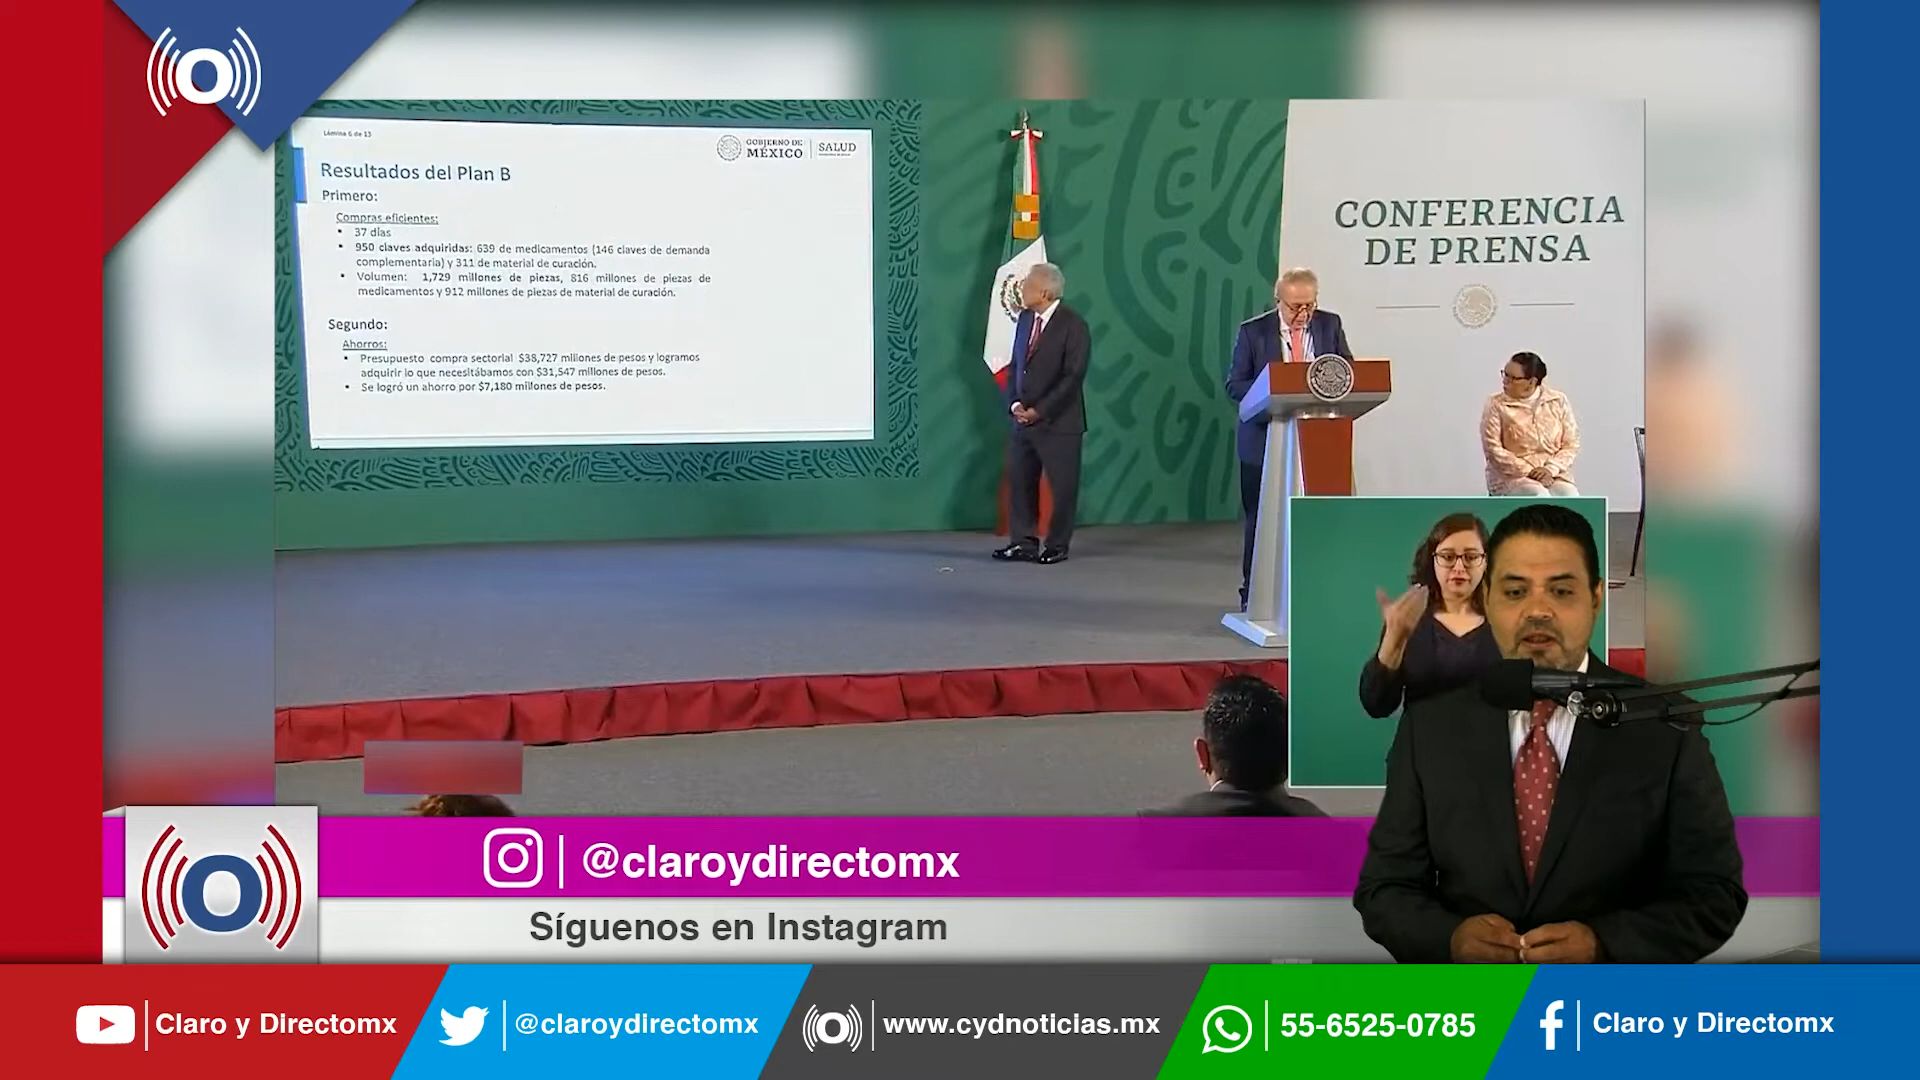 Lámina 6 de 13
GOBIERNO DE
MÉXICO
SALUD
Resultados del Plan B
Primero:
Compras eficientes:
• 37 días
• 950 claves adquiridas: 639 de medicamentos (146 claves de demanda
complementaria) y 311 de material de curación.
• Volumen: 1,729 millones de piezas, 816 millones de piezas de
medicamentos y 912 millones de piezas de material de curación.
Segundo:
Ahorros:
• Presupuesto compra sectorial $38,727 millones de pesos y logramos
adquirir lo que necesitábamos con $31,547 millones de pesos.
• Se logró un ahorro por $7,180 millones de pesos.
CONFERENCIA
DE PRENSA
@claroydirectomx
Síguenos en Instagram
Claro y Directomx
@claroydirectomx
www.cydnoticias.mx
55-6525-0785
Claro y Directomx